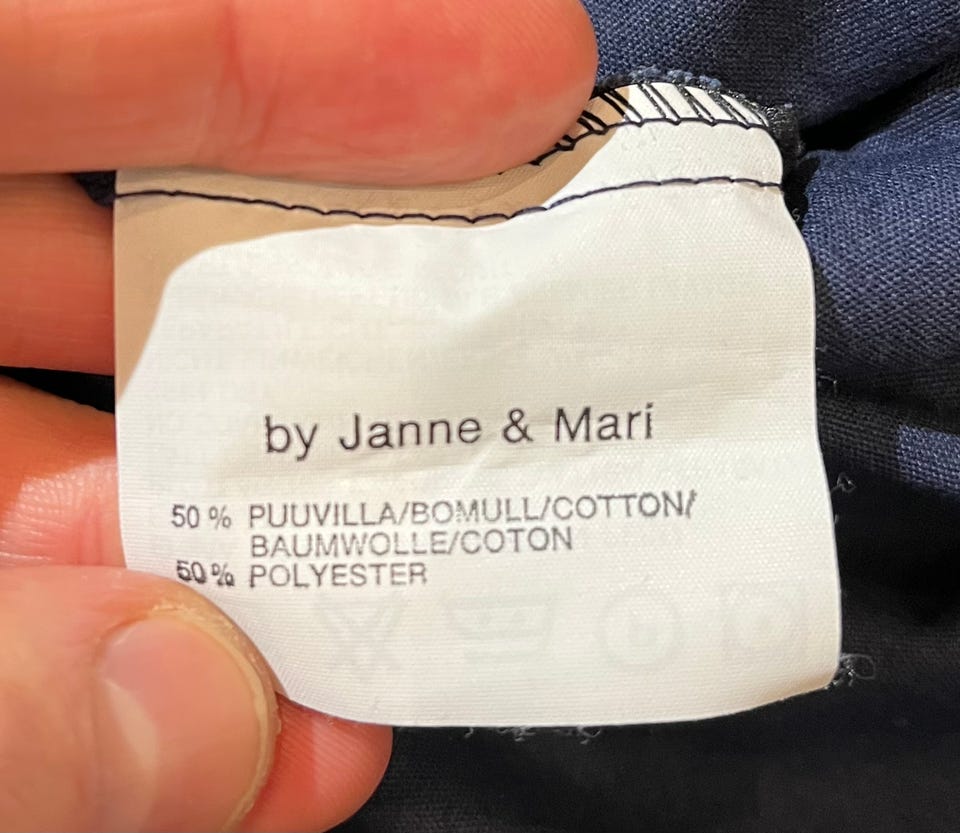 by Janne & Mari
50 % PUUVILLA/BOMULL/COTTON/
BAUMWOLLE/COTON
50 % POLYESTER